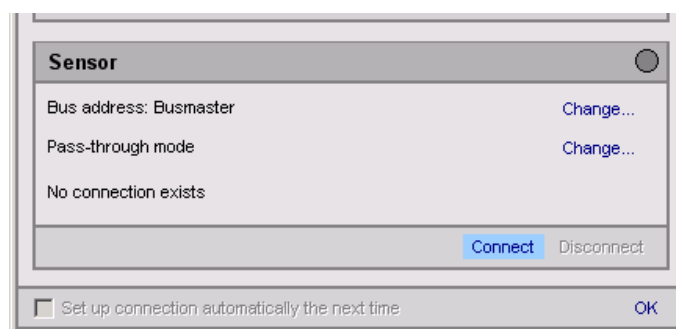 Sensor
Bus address: Busmaster Change...
Pass-through mode Change...
No connection exists
Connect Disconnect
Set up connection automatically the next time OK